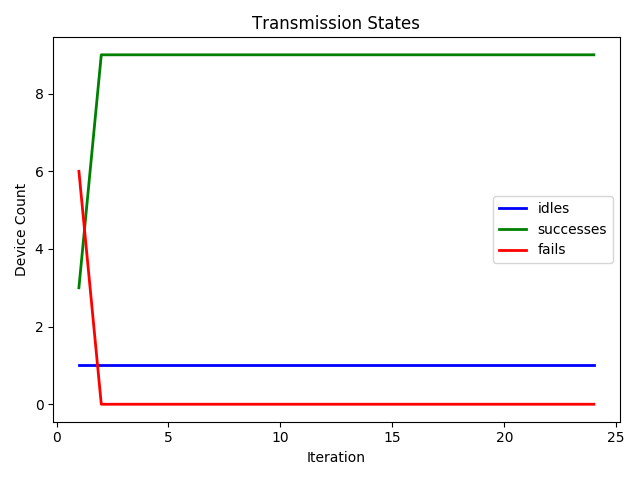 Transmission States
Device Count
8
6
4
2
0
idles
successes
fails
0 5 10 15 20 25
Iteration